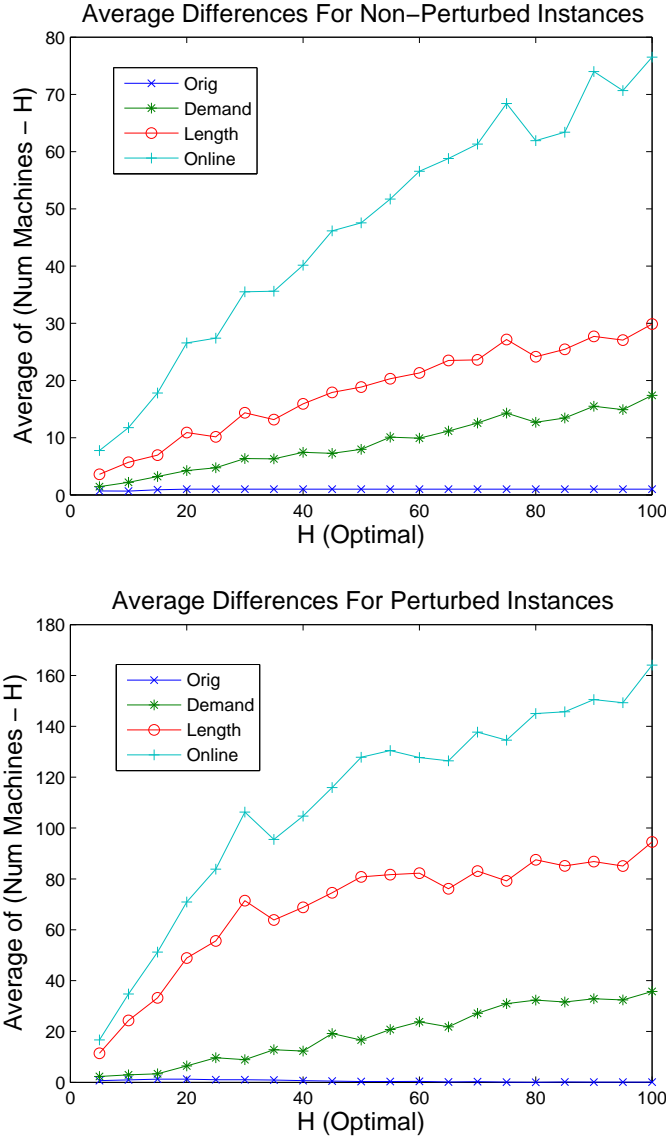 Average Differences For Non−Perturbed Instances
80
70
60
50
40
30
20
10
0
Average of (Num Machines − H)
Orig
Demand
Length
Online
0 20 40 60 80 100
H (Optimal)
Average Differences For Perturbed Instances
180
160
140
120
100
80
60
40
20
0
Average of (Num Machines − H)
Orig
Demand
Length
Online
0 20 40 60 80 100
H (Optimal)